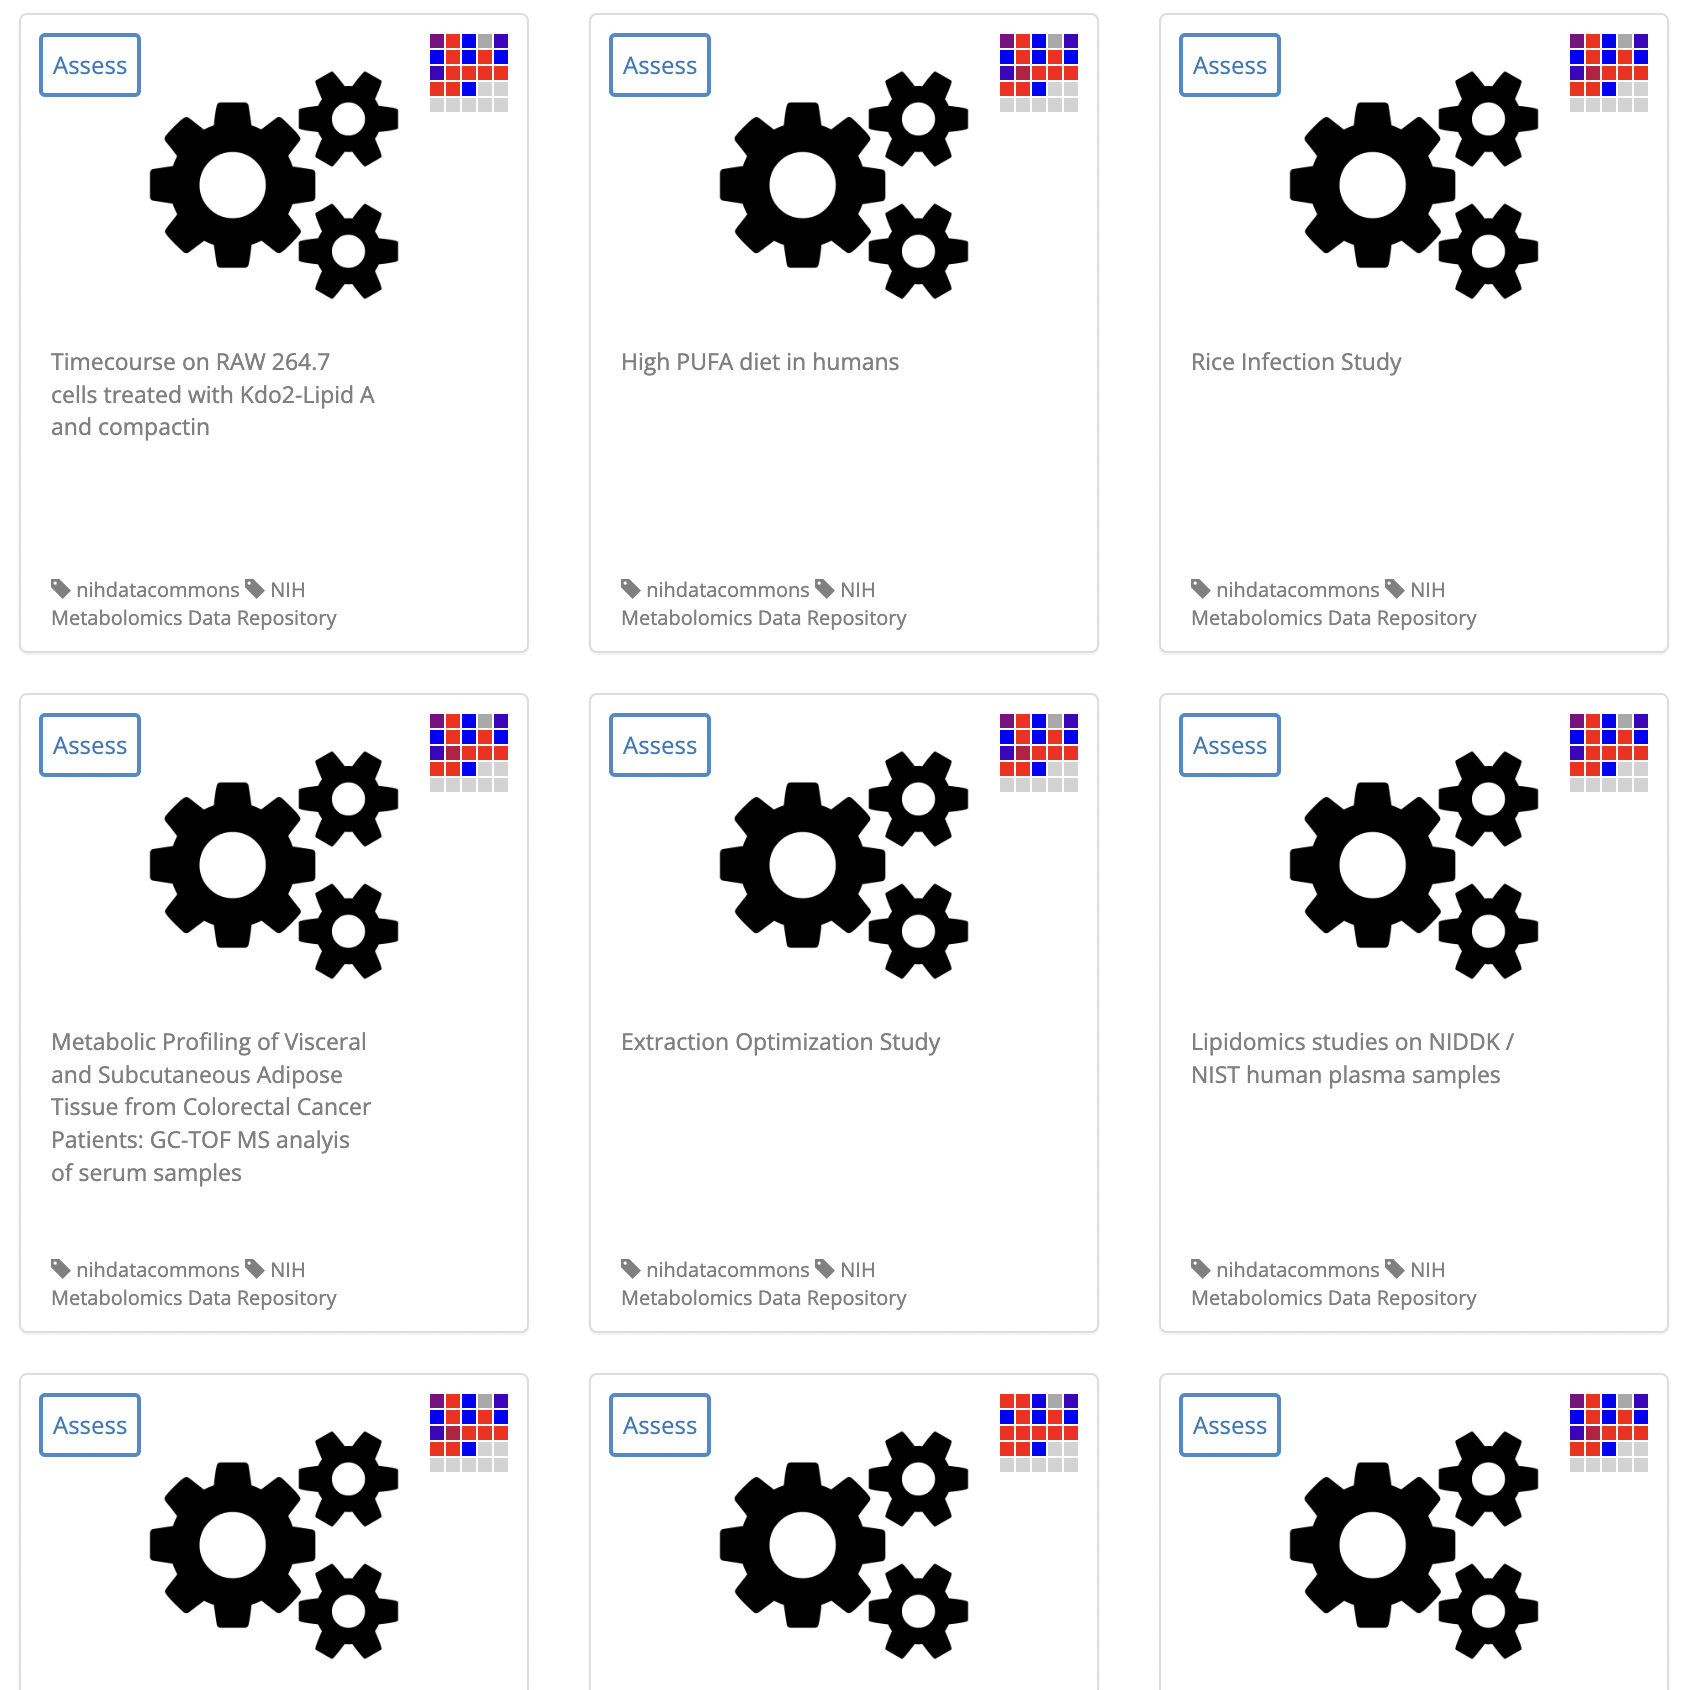 Assess
Timecourse on RAW 264.7
cells treated with Kdo2-Lipid A
and compactin
nihdatacommons NIH
Metabolomics Data Repository
Assess
High PUFA diet in humans
nihdatacommons NIH
Metabolomics Data Repository
Assess
Rice Infection Study
nihdatacommons NIH
Metabolomics Data Repository
Assess
Metabolic Profiling of Visceral
and Subcutaneous Adipose
Tissue from Colorectal Cancer
Patients: GC-TOF MS analyis
of serum samples
nihdatacommons NIH
Metabolomics Data Repository
Assess
Extraction Optimization Study
nihdatacommons NIH
Metabolomics Data Repository
Assess
Lipidomics studies on NIDDK /
NIST human plasma samples
nihdatacommons NIH
Metabolomics Data Repository
Assess
Assess
Assess